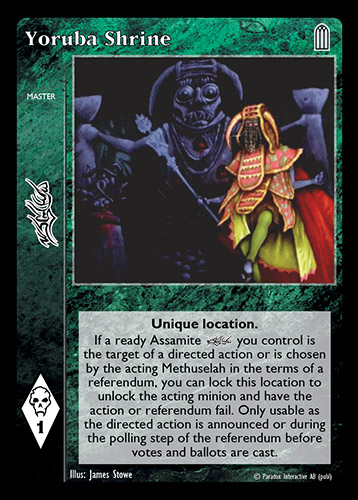 Yoruba Shrine
MASTER
Unique location.
If a ready Assamite you control is
the target of a directed action or is chosen
by the acting Methuselah in the terms of a
referendum, you can lock this location to
unlock the acting minion and have the
action or referendum fail. Only usable as
the directed action is announced or during
the polling step of the referendum before
votes and ballots are cast.
1
Illus: James Stowe
© Paradox Interactive AB (publ)